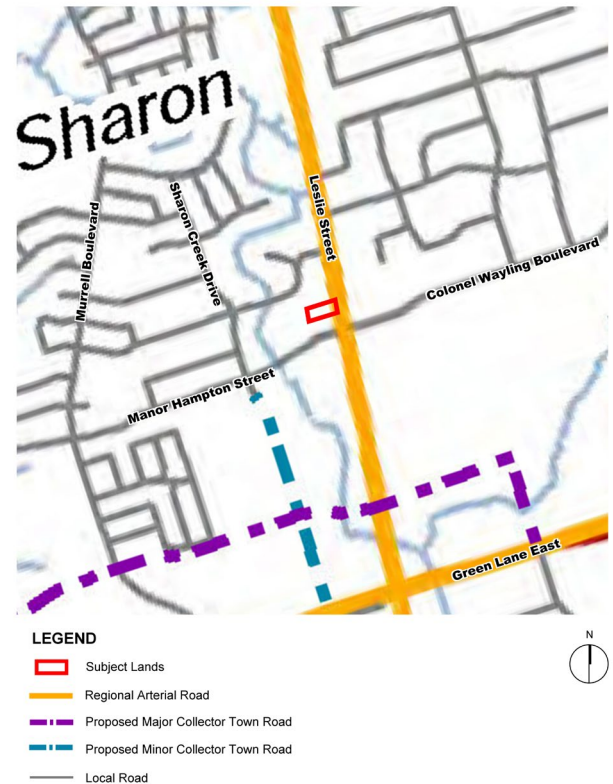 Sharon
Leslie Street
Sharon Creek Drive
Murrell Boulevard
Colonel Wayling Boulevard
Manor Hampton Street
Green Lane East
LEGEND
N
Subject Lands
Regional Arterial Road
Proposed Major Collector Town Road
Proposed Minor Collector Town Road
Local Road